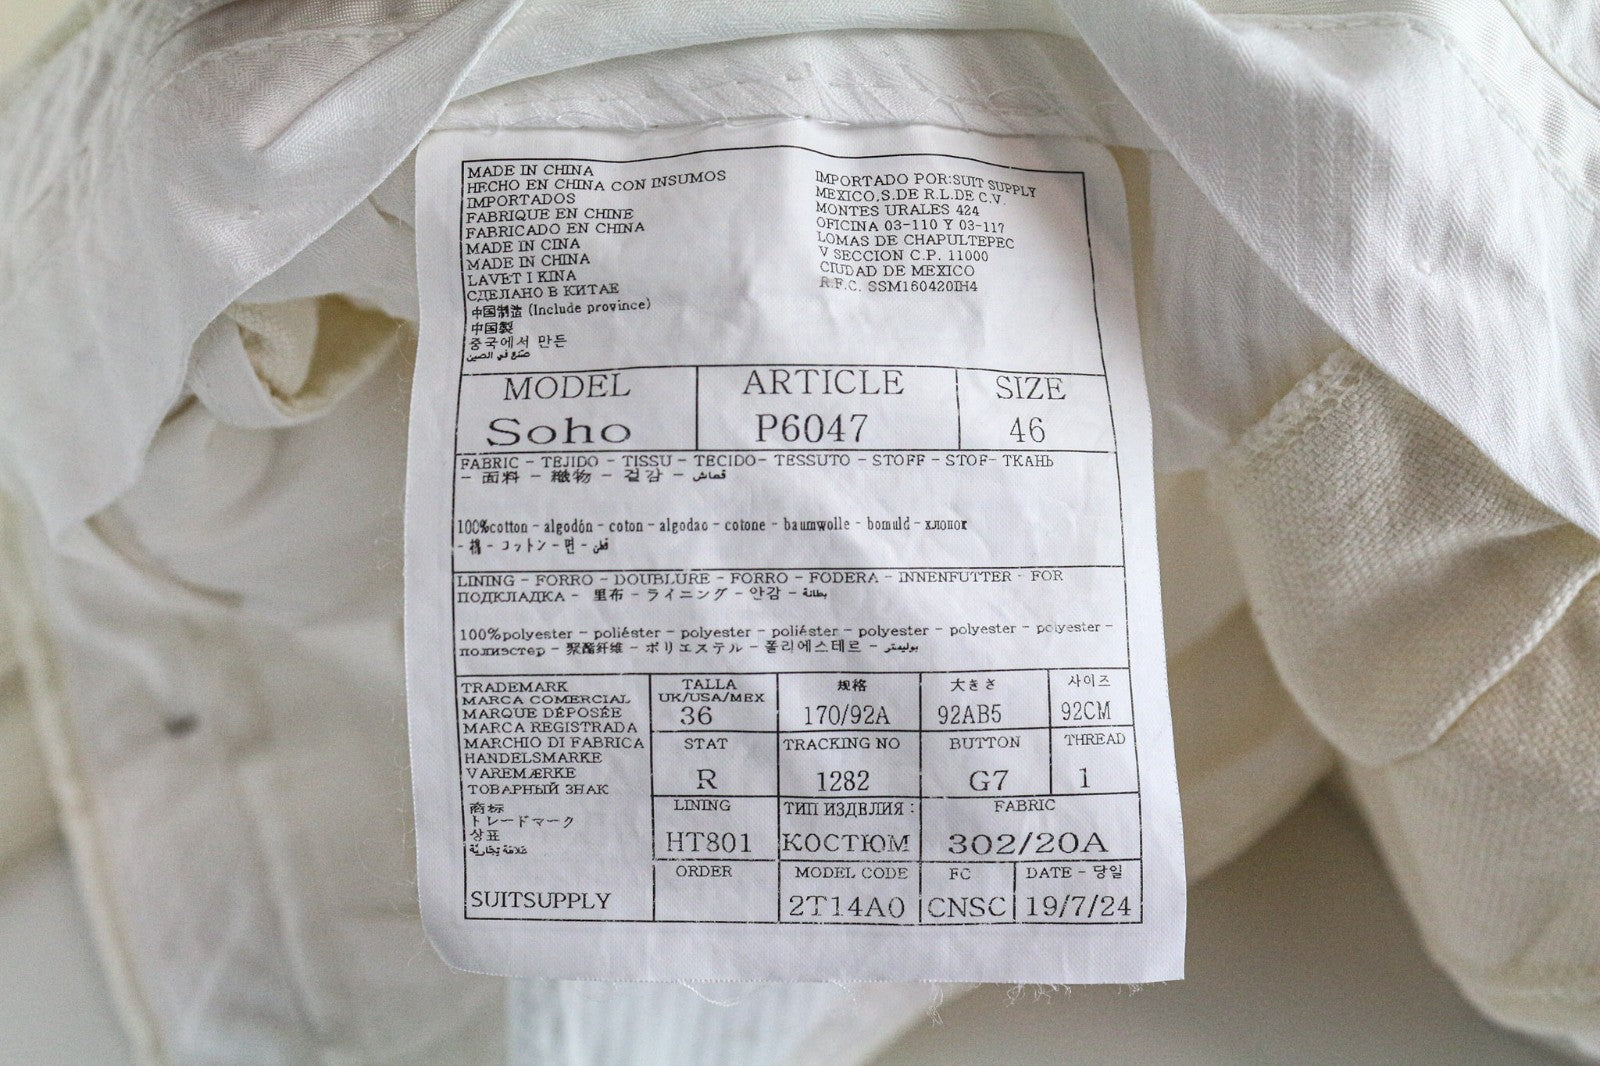 MADE IN CHINA
HECHO EN CHINA CON INSUMOS
IMPORTADOS
FABRIQUE EN CHINE
FABRICADO EN CHINA
MADE IN CINA
MADE IN CHINA
LAVET I KINA
СДЕЛАНО В КИТАЕ
中国制造 (Include province)
中国製
중국에서 만든
صنع في الصين
IMPORTADO POR:SUIT SUPPLY
MEXICO,S.DE R.L.DE C.V.
MONTES URALES 424
OFICINA 03-110 Y 03-117
LOMAS DE CHAPULTEPEC
V SECCION C.P. 11000
CIUDAD DE MEXICO
R.F.C. SSM160420IH4
MODEL ARTICLE SIZE
Soho P6047 46
FABRIC - TEJIDO - TISSU - TECIDO- TESSUTO - STOFF - STOF- ТКАНЬ
- 面料 - 織物 - 겉감 - قماش
100%cotton - algodón - coton - algodao - cotone - baumwolle - bomuld - хлопок
- 棉 - コットン - 면 - قطن
LINING - FORRO - DOUBLURE - FORRO - FODERA - INNENFUTTER - FOR
ПОДКЛАДКА - 里布 - ライニング - 안감 - بطانة
100%polyester - poliéster - polyester - poliéster - polyester - polyester - polyester -
полиэстер - 聚酯纤维 - ポリエステル - 폴리에스테르 - بوليستر
TRADEMARK
MARCA COMERCIAL
MARQUE DÉPOSÉE
MARCA REGISTRADA
MARCHIO DI FABRICA
HANDELSMARKE
VAREMÆRKE
ТОВАРНЫЙ ЗНАК
商标
トレードマーク
상표
علامة تجارية
SUITSUPPLY
TALLA 规格 大きさ 사이즈
UK/USA/MEX
36 170/92A 92AB5 92CM
STAT TRACKING NO BUTTON THREAD
R 1282 G7 1
LINING ТИП ИЗДЕЛИЯ : FABRIC
HT801 КОСТЮМ 302/20A
ORDER MODEL CODE FC DATE - 당일
2T14A0 CNSC 19/7/24